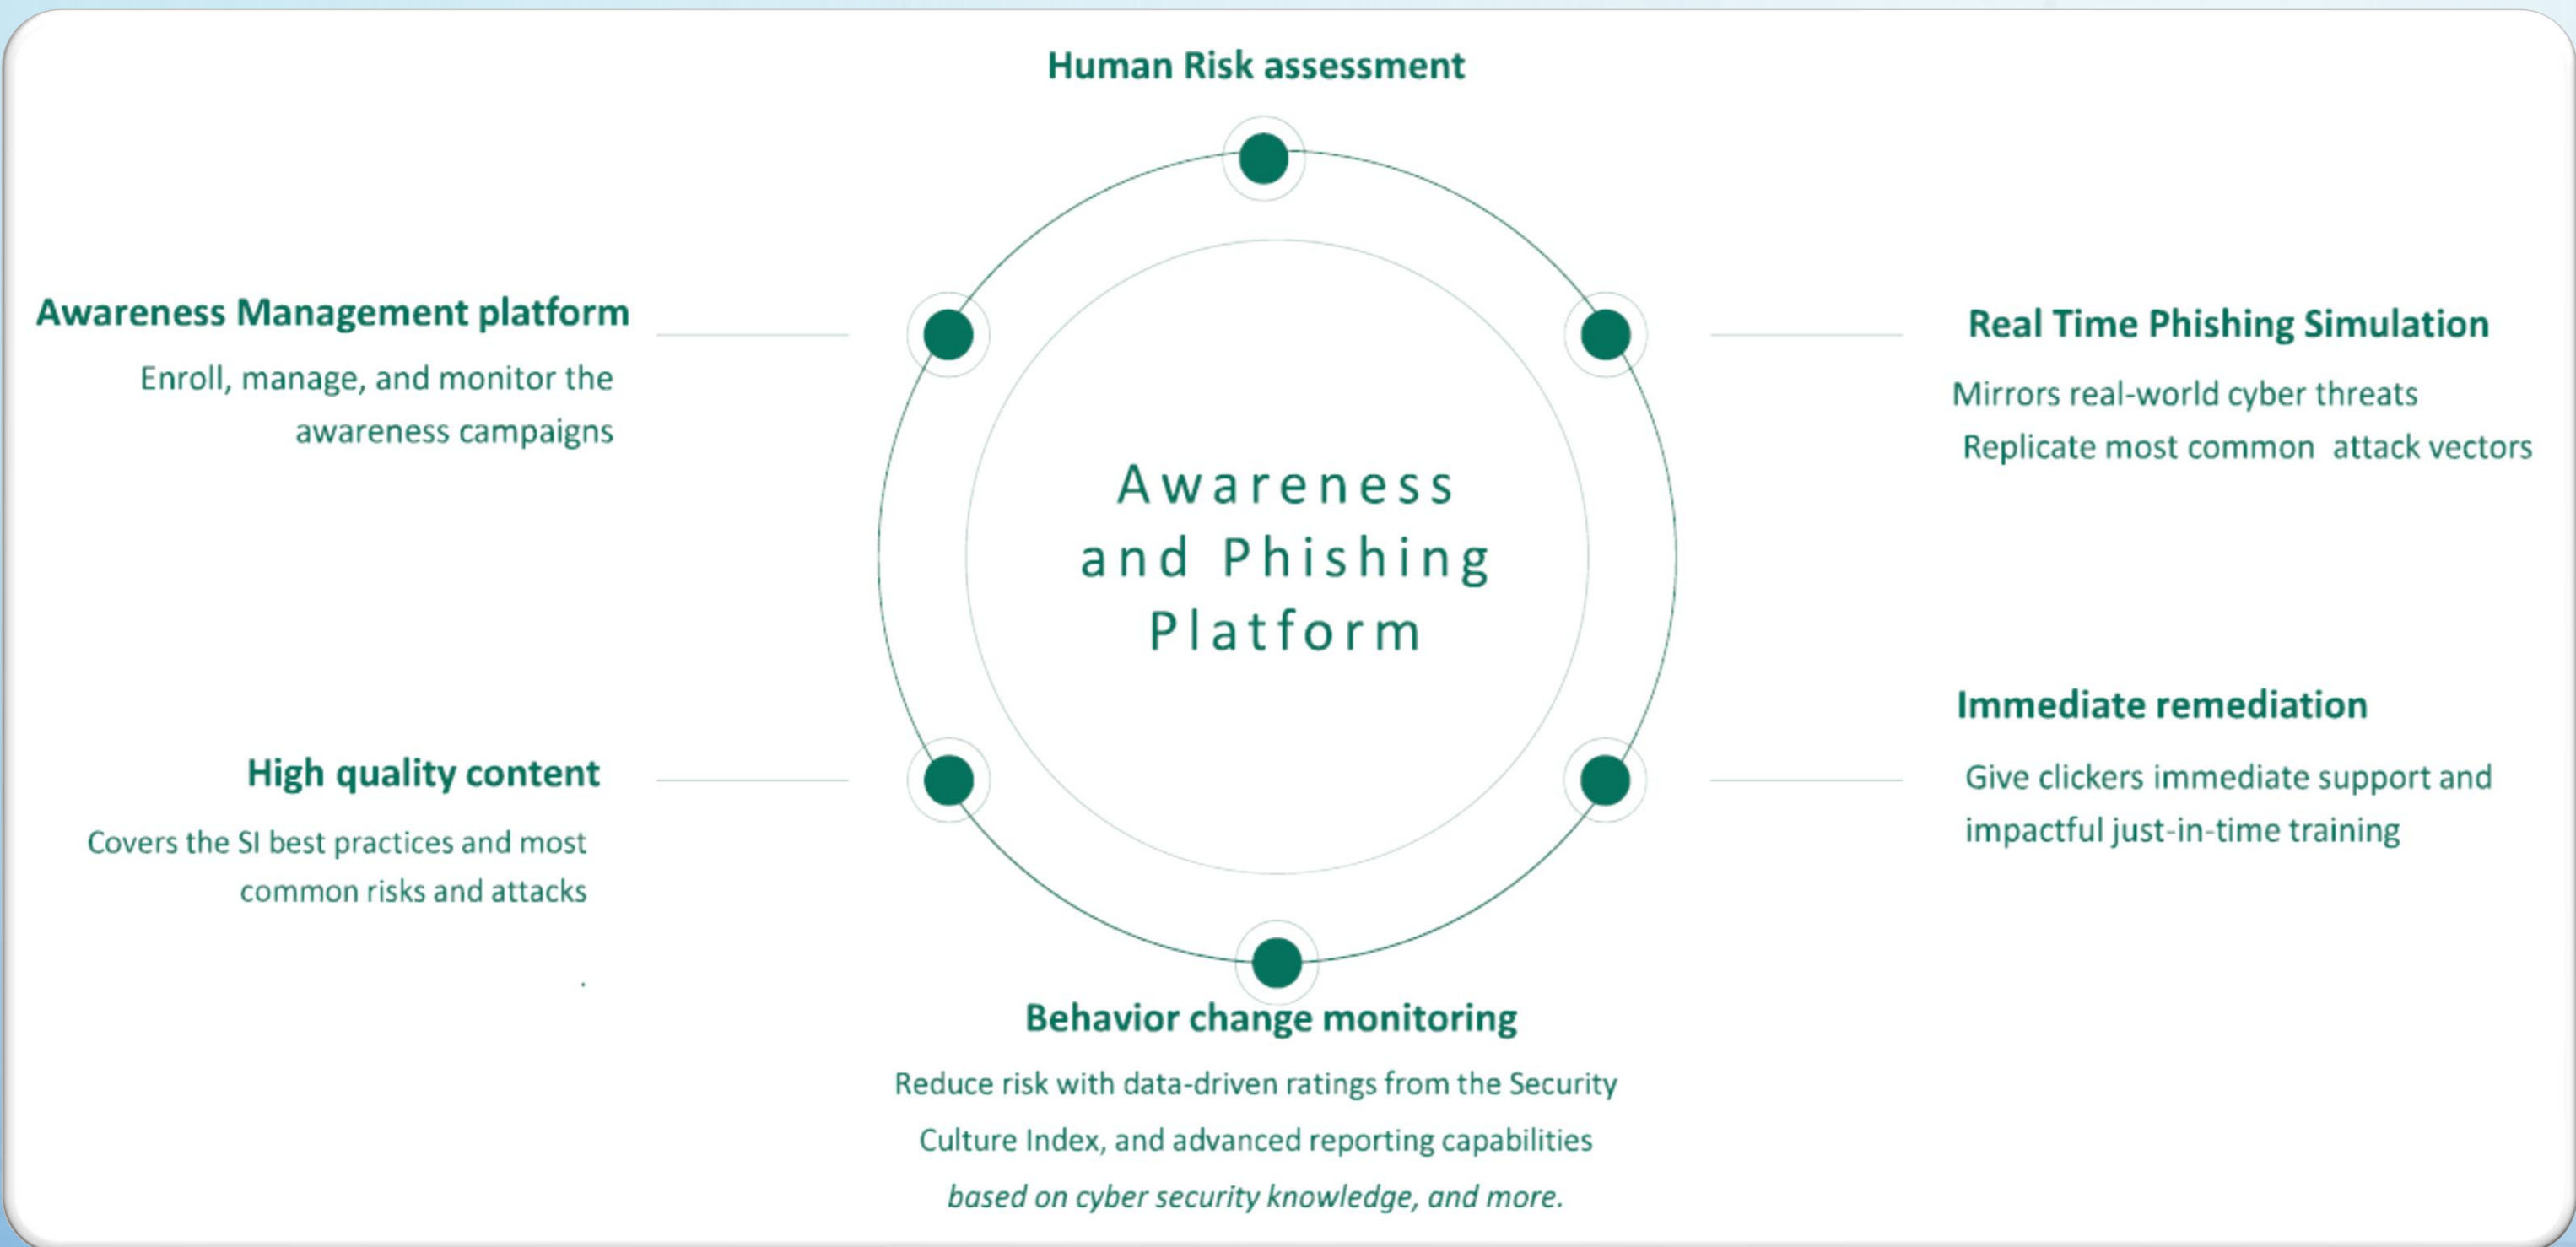 Human Risk assessment
Awareness Management platform
Enroll, manage, and monitor the
awareness campaigns
Real Time Phishing Simulation
Mirrors real-world cyber threats
Replicate most common attack vectors
Awareness
and Phishing
Platform
High quality content
Covers the SI best practices and most
common risks and attacks
.
Immediate remediation
Give clickers immediate support and
impactful just-in-time training
Behavior change monitoring
Reduce risk with data-driven ratings from the Security
Culture Index, and advanced reporting capabilities
based on cyber security knowledge, and more.